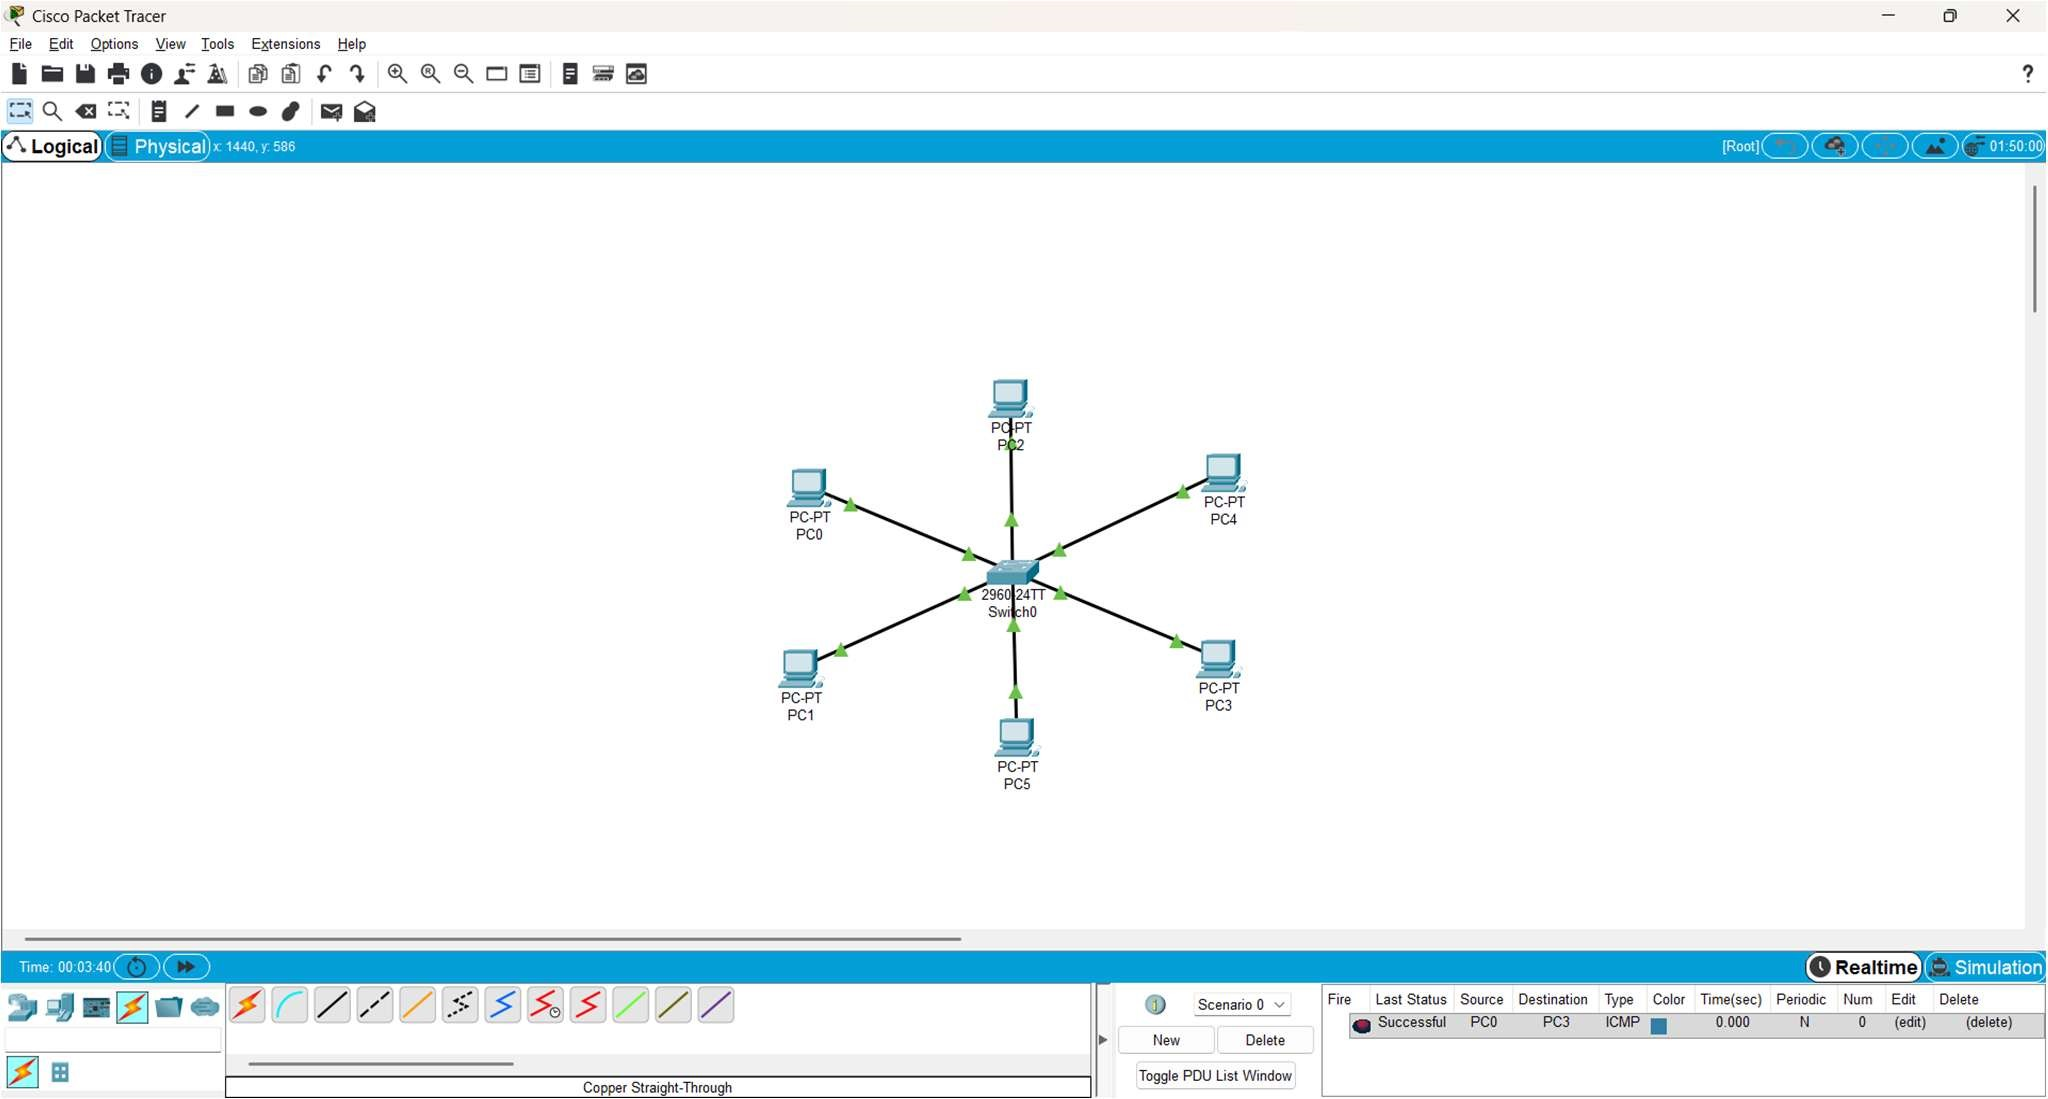 Cisco Packet Tracer
File Edit Options View Tools Extensions Help
?
Logical Physical x: 1440, y: 586 [Root] 01:50:00
PC-PT
PC2
PC-PT
PC4
PC-PT
PC0
2960-24TT
Switch0
PC-PT
PC3
PC-PT
PC1
PC-PT
PC5
Time: 00:03:40 Realtime Simulation
Scenario 0
New Delete
Toggle PDU List Window
Fire Last Status Source Destination Type Color Time(sec) Periodic Num Edit Delete
Successful PC0 PC3 ICMP 0.000 N 0 (edit) (delete)
Copper Straight-Through